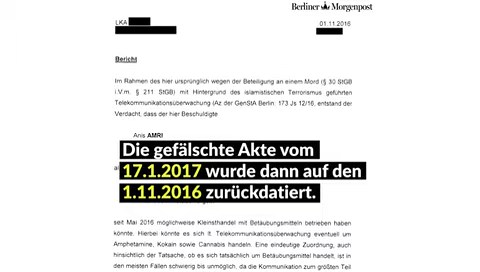 Berliner Morgenpost
LKA
01.11.2016
Bericht
Im Rahmen des hier ursprünglich wegen der Beteiligung an einem Mord (§ 30 StGB
i.V.m. § 211 StGB) mit Hintergrund des islamistischen Terrorismus geführten
Telekommunikationsüberwachung (Az der GenStA Berlin: 173 Js 12/16, entstand der
Verdacht, dass der hier Beschuldigte
Anis AMRI
Die gefälschte Akte vom
17.1.2017 wurde dann auf den
1.11.2016 zurückdatiert.
seit Mai 2016 möglichweise Kleinsthandel mit Betäubungsmitteln betrieben haben
könnte. Hierbei könnte es sich lt. Telekommunikationsüberwachung eventuell um
Amphetamine, Kokain sowie Cannabis handeln. Eine eindeutige Zuordnung, auch
hinsichtlich der Tatsache, ob es sich tatsächlich um Betäubungsmittel handelt, ist in
den meisten Fällen schwierig bis unmöglich, da die Kommunikation zum größten Teil